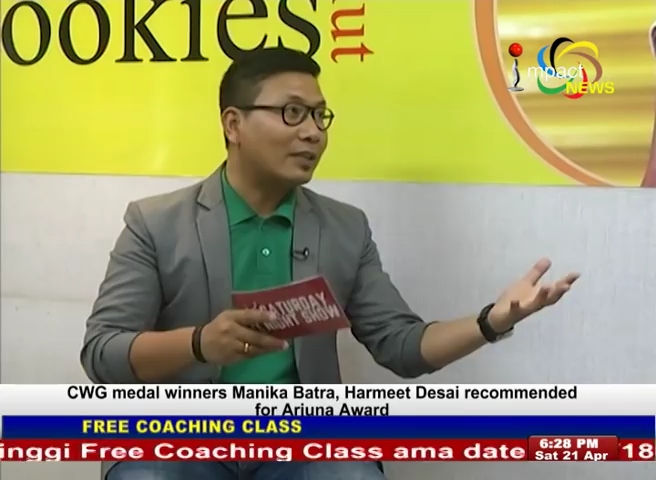 ookies
ut
impact
NEWS
SATURDAY
NIGHT SHOW
CWG medal winners Manika Batra, Harmeet Desai recommended
for Arjuna Award
FREE COACHING CLASS
inggi Free Coaching Class ama date
6:28 PM
Sat 21 Apr
18